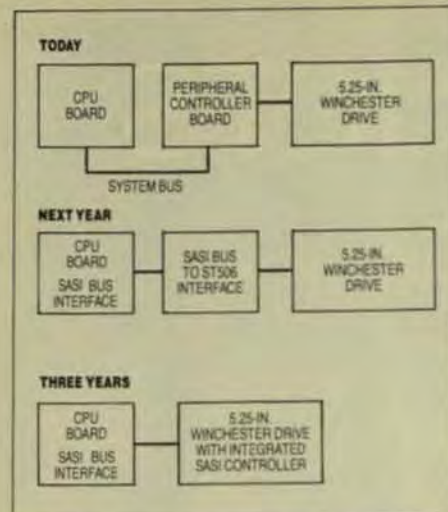 TODAY
CPU
BOARD
PERIPHERAL
CONTROLLER
BOARD
5.25-IN.
WINCHESTER
DRIVE
SYSTEM BUS
NEXT YEAR
CPU
BOARD
SASI BUS
INTERFACE
SASI BUS
TO ST506
INTERFACE
5.25-IN.
WINCHESTER
DRIVE
THREE YEARS
CPU
BOARD
SASI BUS
INTERFACE
5.25-IN.
WINCHESTER DRIVE
WITH INTEGRATED
SASI CONTROLLER